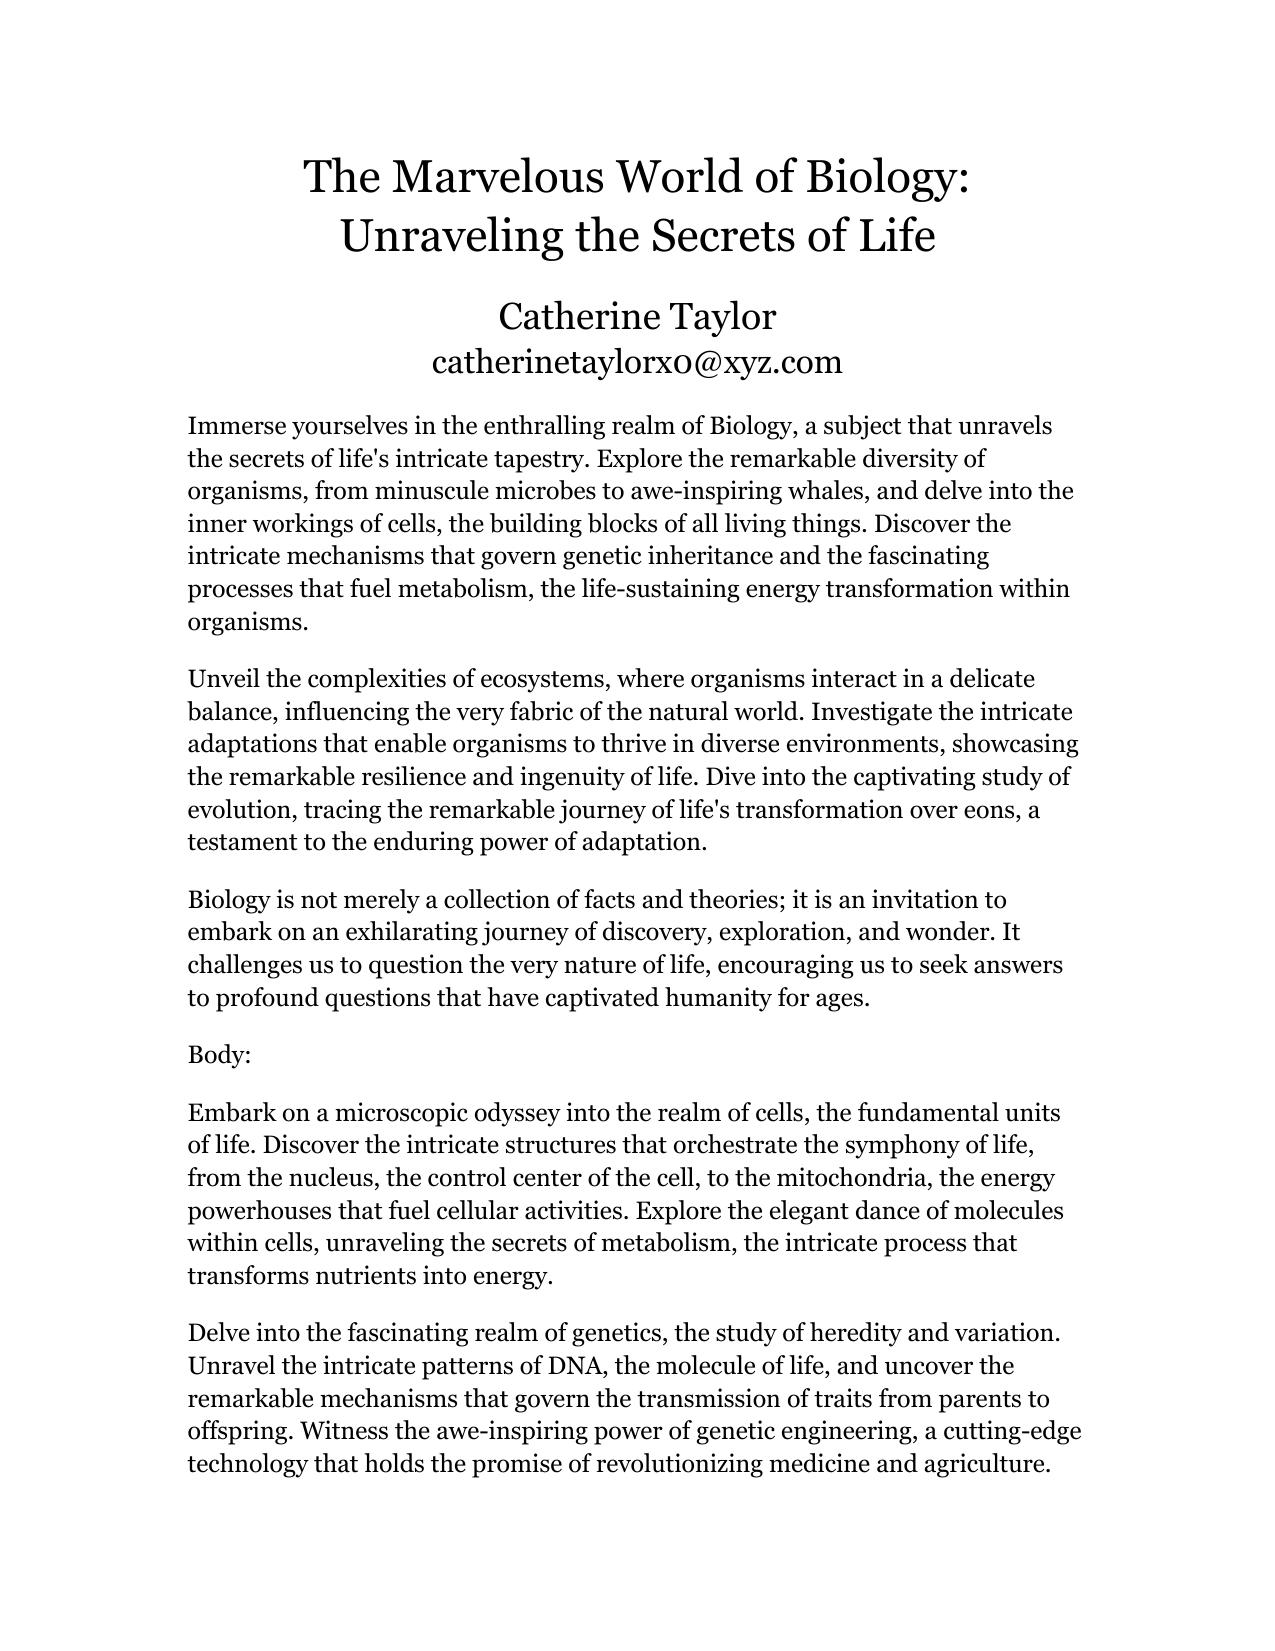 The Marvelous World of Biology:
Unraveling the Secrets of Life
Catherine Taylor
catherinetaylorx0@xyz.com
Immerse yourselves in the enthralling realm of Biology, a subject that unravels
the secrets of life's intricate tapestry. Explore the remarkable diversity of
organisms, from minuscule microbes to awe-inspiring whales, and delve into the
inner workings of cells, the building blocks of all living things. Discover the
intricate mechanisms that govern genetic inheritance and the fascinating
processes that fuel metabolism, the life-sustaining energy transformation within
organisms.
Unveil the complexities of ecosystems, where organisms interact in a delicate
balance, influencing the very fabric of the natural world. Investigate the intricate
adaptations that enable organisms to thrive in diverse environments, showcasing
the remarkable resilience and ingenuity of life. Dive into the captivating study of
evolution, tracing the remarkable journey of life's transformation over eons, a
testament to the enduring power of adaptation.
Biology is not merely a collection of facts and theories; it is an invitation to
embark on an exhilarating journey of discovery, exploration, and wonder. It
challenges us to question the very nature of life, encouraging us to seek answers
to profound questions that have captivated humanity for ages.
Body:
Embark on a microscopic odyssey into the realm of cells, the fundamental units
of life. Discover the intricate structures that orchestrate the symphony of life,
from the nucleus, the control center of the cell, to the mitochondria, the energy
powerhouses that fuel cellular activities. Explore the elegant dance of molecules
within cells, unraveling the secrets of metabolism, the intricate process that
transforms nutrients into energy.
Delve into the fascinating realm of genetics, the study of heredity and variation.
Unravel the intricate patterns of DNA, the molecule of life, and uncover the
remarkable mechanisms that govern the transmission of traits from parents to
offspring. Witness the awe-inspiring power of genetic engineering, a cutting-edge
technology that holds the promise of revolutionizing medicine and agriculture.